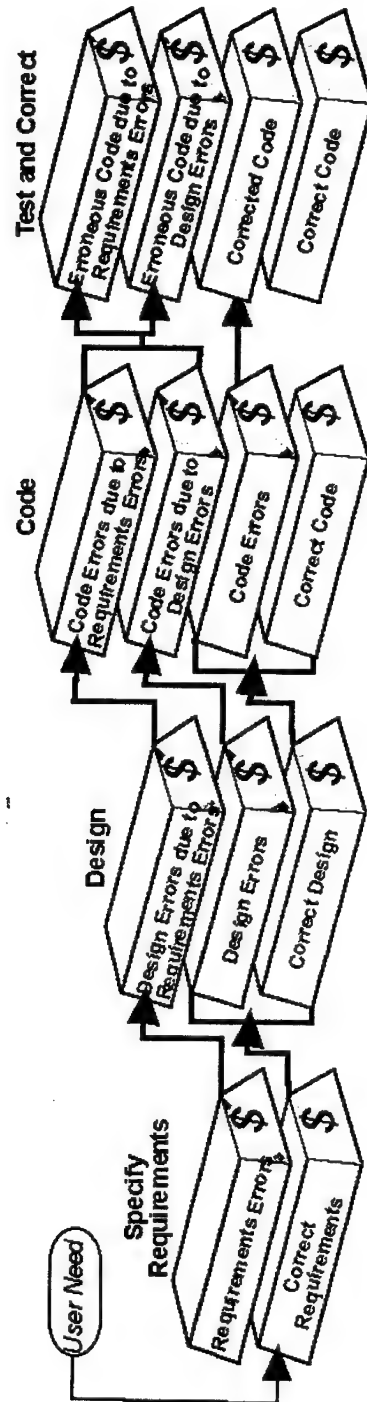 User Need
Specify
Requirements
Requirements Errors
$
Correct
Requirements
$
Design
Design Errors due to
Requirements Errors
$
Design Errors
$
Correct Design
$
Code
Code Errors due to
Requirements Errors
$
Code Errors due to
Design Errors
$
Code Errors
$
Correct Code
$
Test and Correct
Erroneous Code due to
Requirements Errors
$
Erroneous Code due to
Design Errors
$
Corrected Code
$
Correct Code
$